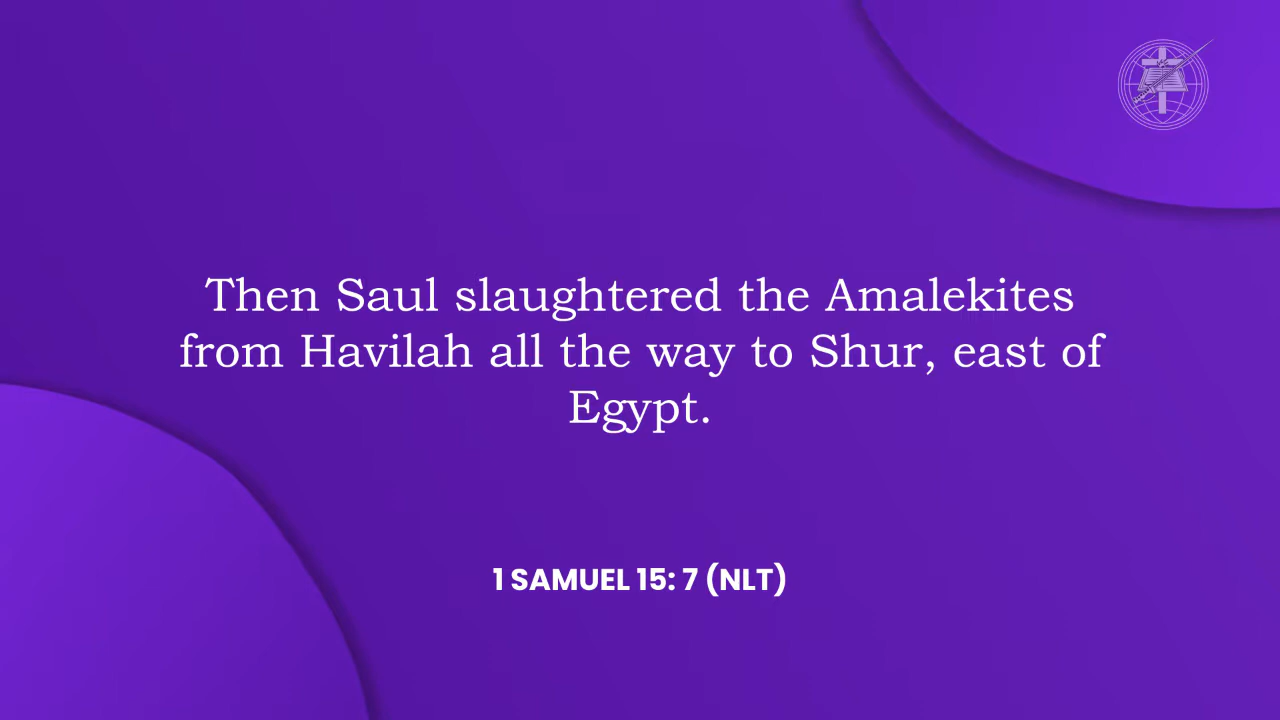 Then Saul slaughtered the Amalekites
from Havilah all the way to Shur, east of
Egypt.
1 SAMUEL 15: 7 (NLT)